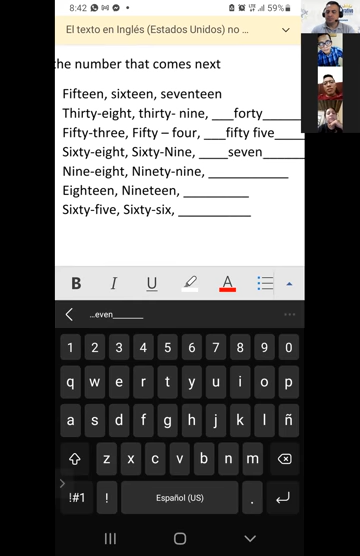 8:42
59%
El texto en Inglés (Estados Unidos) no ...
the number that comes next
Fifteen, sixteen, seventeen
Thirty-eight, thirty- nine, ___forty______
Fifty-three, Fifty – four, ___fifty five_____
Sixty-eight, Sixty-Nine, ____seven_______
Nine-eight, Ninety-nine, ____________
Eighteen, Nineteen, __________
Sixty-five, Sixty-six, ___________
B I U A
...even______
1 2 3 4 5 6 7 8 9 0
q w e r t y u i o p
a s d f g h j k l ñ
z x c v b n m
!#1 ! Español (US) .